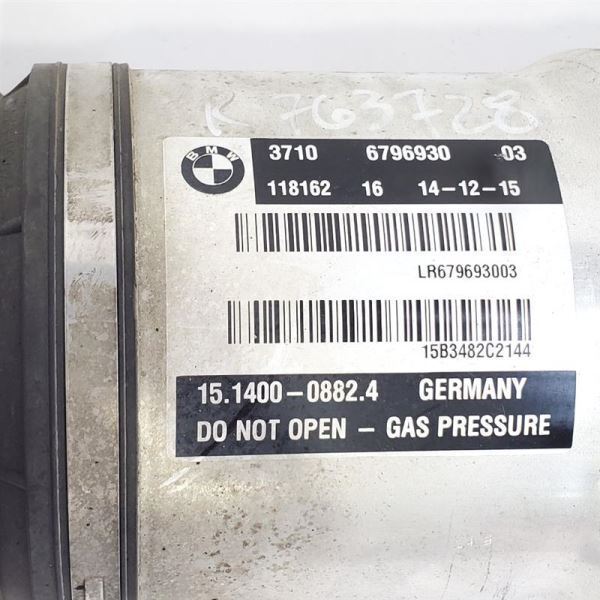 K 763728
BMW
3710 6796930 03
118162 16 14-12-15
LR679693003
15B3482C2144
15.1400-0882.4 GERMANY
DO NOT OPEN - GAS PRESSURE